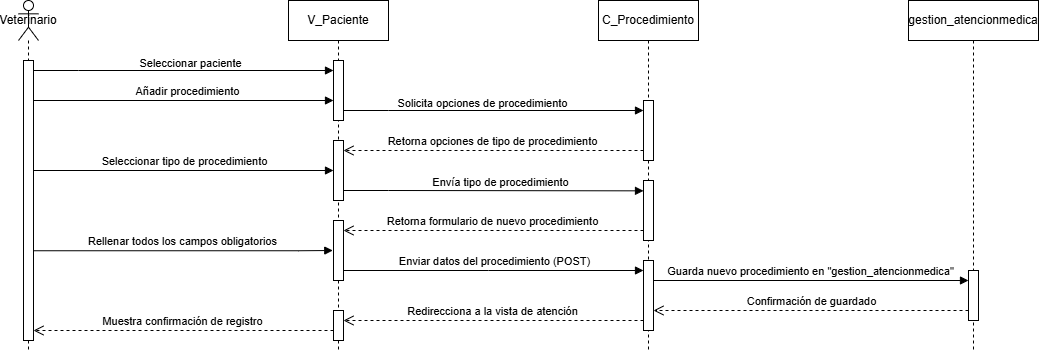 Veterinario
V_Paciente
C_Procedimiento
gestion_atencionmedica
Seleccionar paciente
Añadir procedimiento
Solicita opciones de procedimiento
Retorna opciones de tipo de procedimiento
Seleccionar tipo de procedimiento
Envía tipo de procedimiento
Retorna formulario de nuevo procedimiento
Rellenar todos los campos obligatorios
Enviar datos del procedimiento (POST)
Guarda nuevo procedimiento en "gestion_atencionmedica"
Confirmación de guardado
Redirecciona a la vista de atención
Muestra confirmación de registro